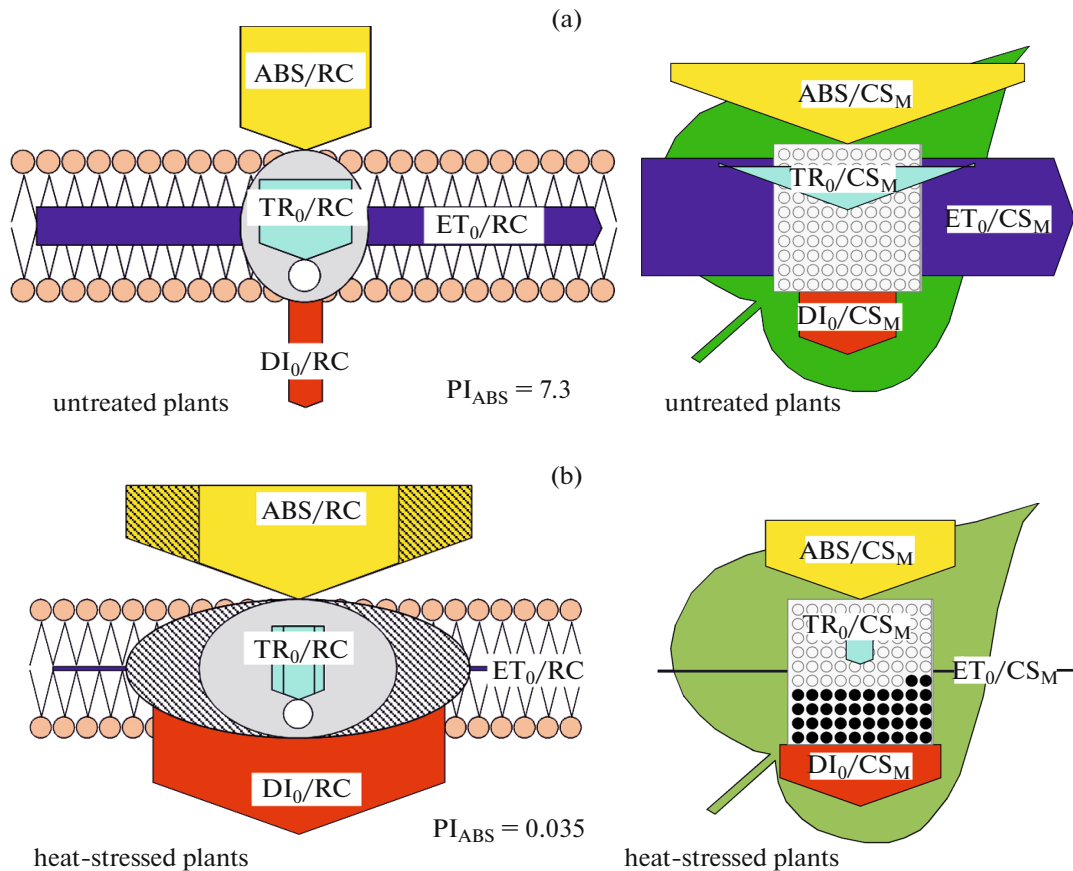 (a)
ABS/RC
ABS/CS_M
TR_0/RC
TR_0/CS_M
ET_0/RC
ET_0/CS_M
DI_0/CS_M
DI_0/RC
PI_ABS = 7.3
untreated plants
untreated plants
(b)
ABS/RC
ABS/CS_M
TR_0/RC
TR_0/CS_M
ET_0/RC
ET_0/CS_M
DI_0/RC
DI_0/CS_M
PI_ABS = 0.035
heat-stressed plants
heat-stressed plants